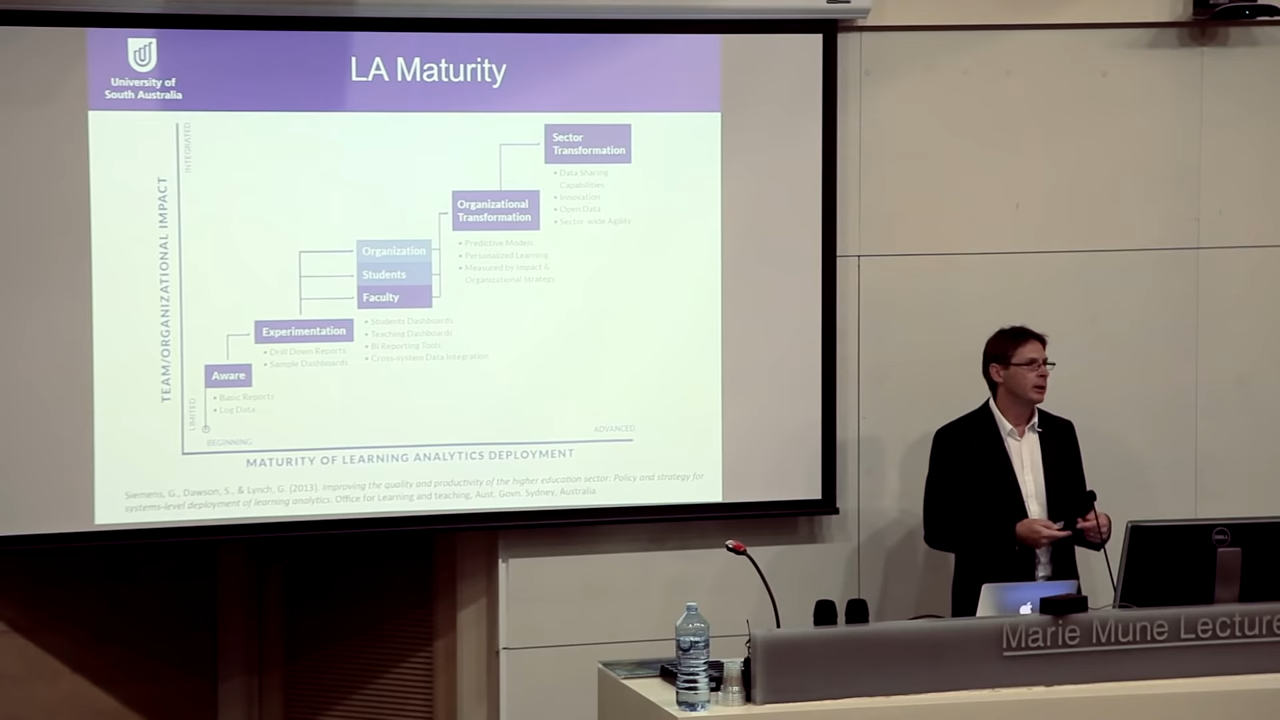 University of
South Australia
LA Maturity
TEAM/ORGANIZATIONAL IMPACT
INTEGRATED
LIMITED
Sector
Transformation
• Data Sharing
Capabilities
• Innovation
• Open Data
• Sector-wide Agility
Organizational
Transformation
• Predictive Models
• Personalized Learning
• Measured by Impact &
Organizational Strategy
Organization
Students
Faculty
• Students Dashboards
• Teaching Dashboards
• BI Reporting Tools
• Cross-system Data Integration
Experimentation
• Drill Down Reports
• Sample Dashboards
Aware
• Basic Reports
• Log Data
BEGINNING
ADVANCED
MATURITY OF LEARNING ANALYTICS DEPLOYMENT
Siemens, G., Dawson, S., & Lynch, G. (2013). Improving the quality and productivity of the higher education sector: Policy and strategy for
systems-level deployment of learning analytics. Office for Learning and teaching, Aust. Govn. Sydney, Australia.
DELL
Marie Mune Lecture